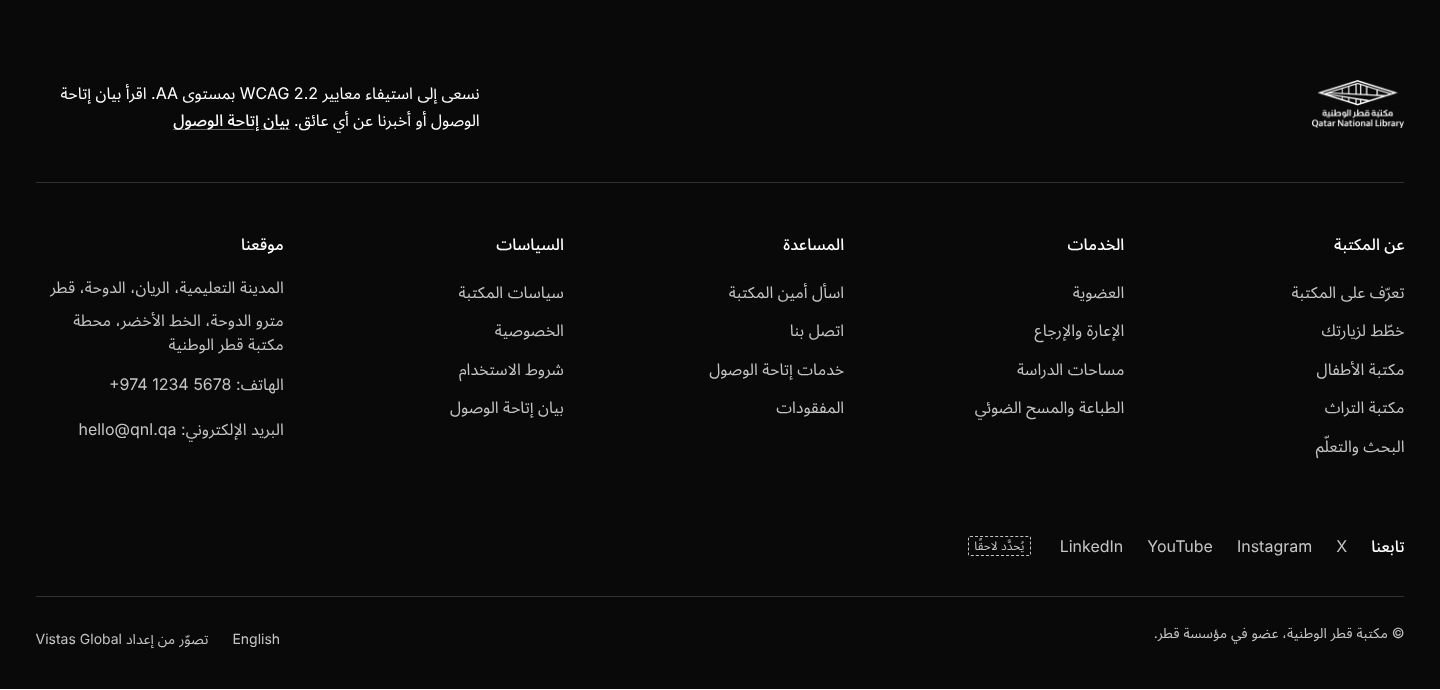 مكتبة قطر الوطنية
Qatar National Library
نسعى إلى استيفاء معايير WCAG 2.2 بمستوى AA. اقرأ بيان إتاحة
الوصول أو أخبرنا عن أي عائق. بيان إتاحة الوصول
عن المكتبة
تعرّف على المكتبة
خطّط لزيارتك
مكتبة الأطفال
مكتبة التراث
البحث والتعلّم
الخدمات
العضوية
الإعارة والإرجاع
مساحات الدراسة
الطباعة والمسح الضوئي
المساعدة
اسأل أمين المكتبة
اتصل بنا
خدمات إتاحة الوصول
المفقودات
السياسات
سياسات المكتبة
الخصوصية
شروط الاستخدام
بيان إتاحة الوصول
موقعنا
المدينة التعليمية، الريان، الدوحة، قطر
مترو الدوحة، الخط الأخضر، محطة
مكتبة قطر الوطنية
الهاتف: ‎+974 1234 5678
البريد الإلكتروني: hello@qnl.qa
تابعنا X Instagram YouTube LinkedIn يُحدَّد لاحقًا
© مكتبة قطر الوطنية، عضو في مؤسسة قطر.
English تصوّر من إعداد Vistas Global